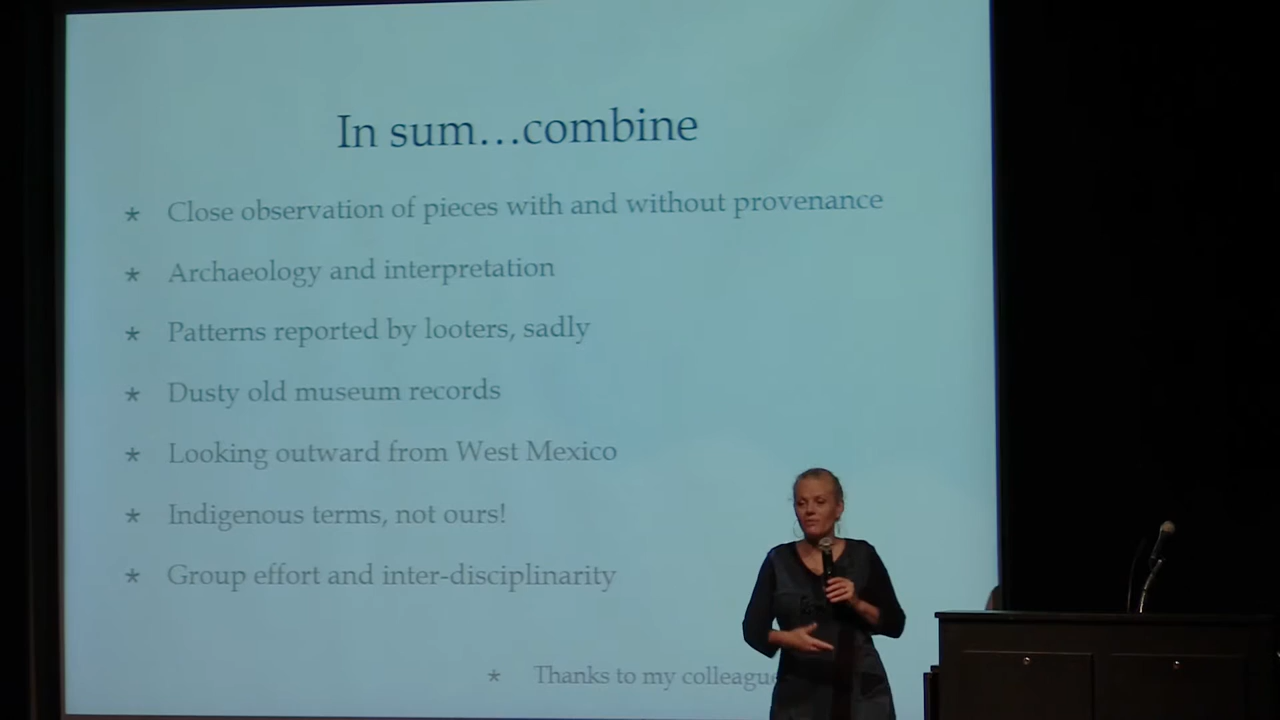 In sum...combine
* Close observation of pieces with and without provenance
* Archaeology and interpretation
* Patterns reported by looters, sadly
* Dusty old museum records
* Looking outward from West Mexico
* Indigenous terms, not ours!
* Group effort and inter-disciplinarity
* Thanks to my